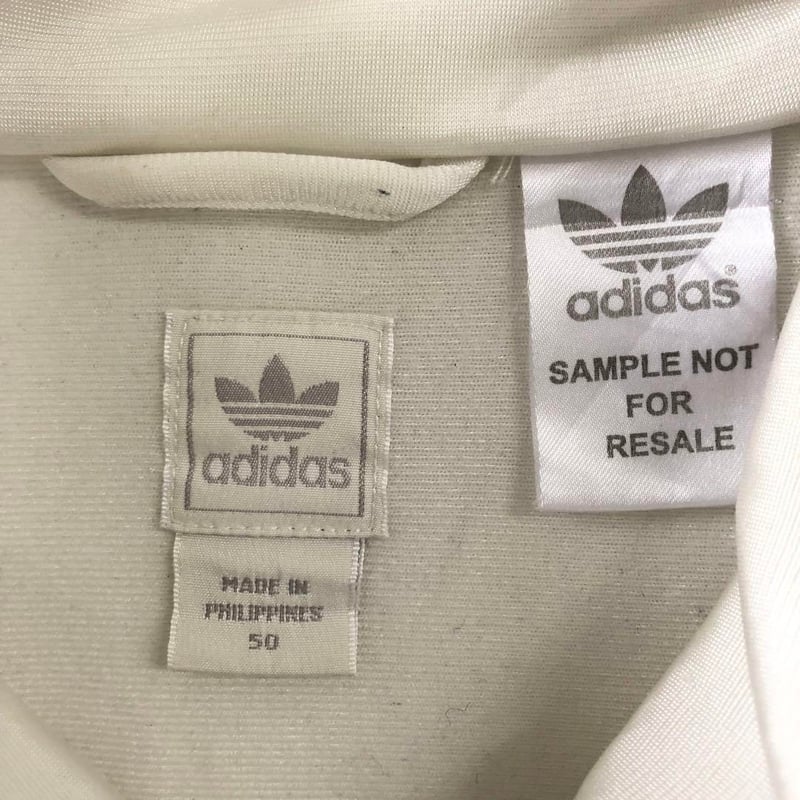 adidas
MADE IN
PHILIPPINES
50
adidas®
SAMPLE NOT
FOR
RESALE